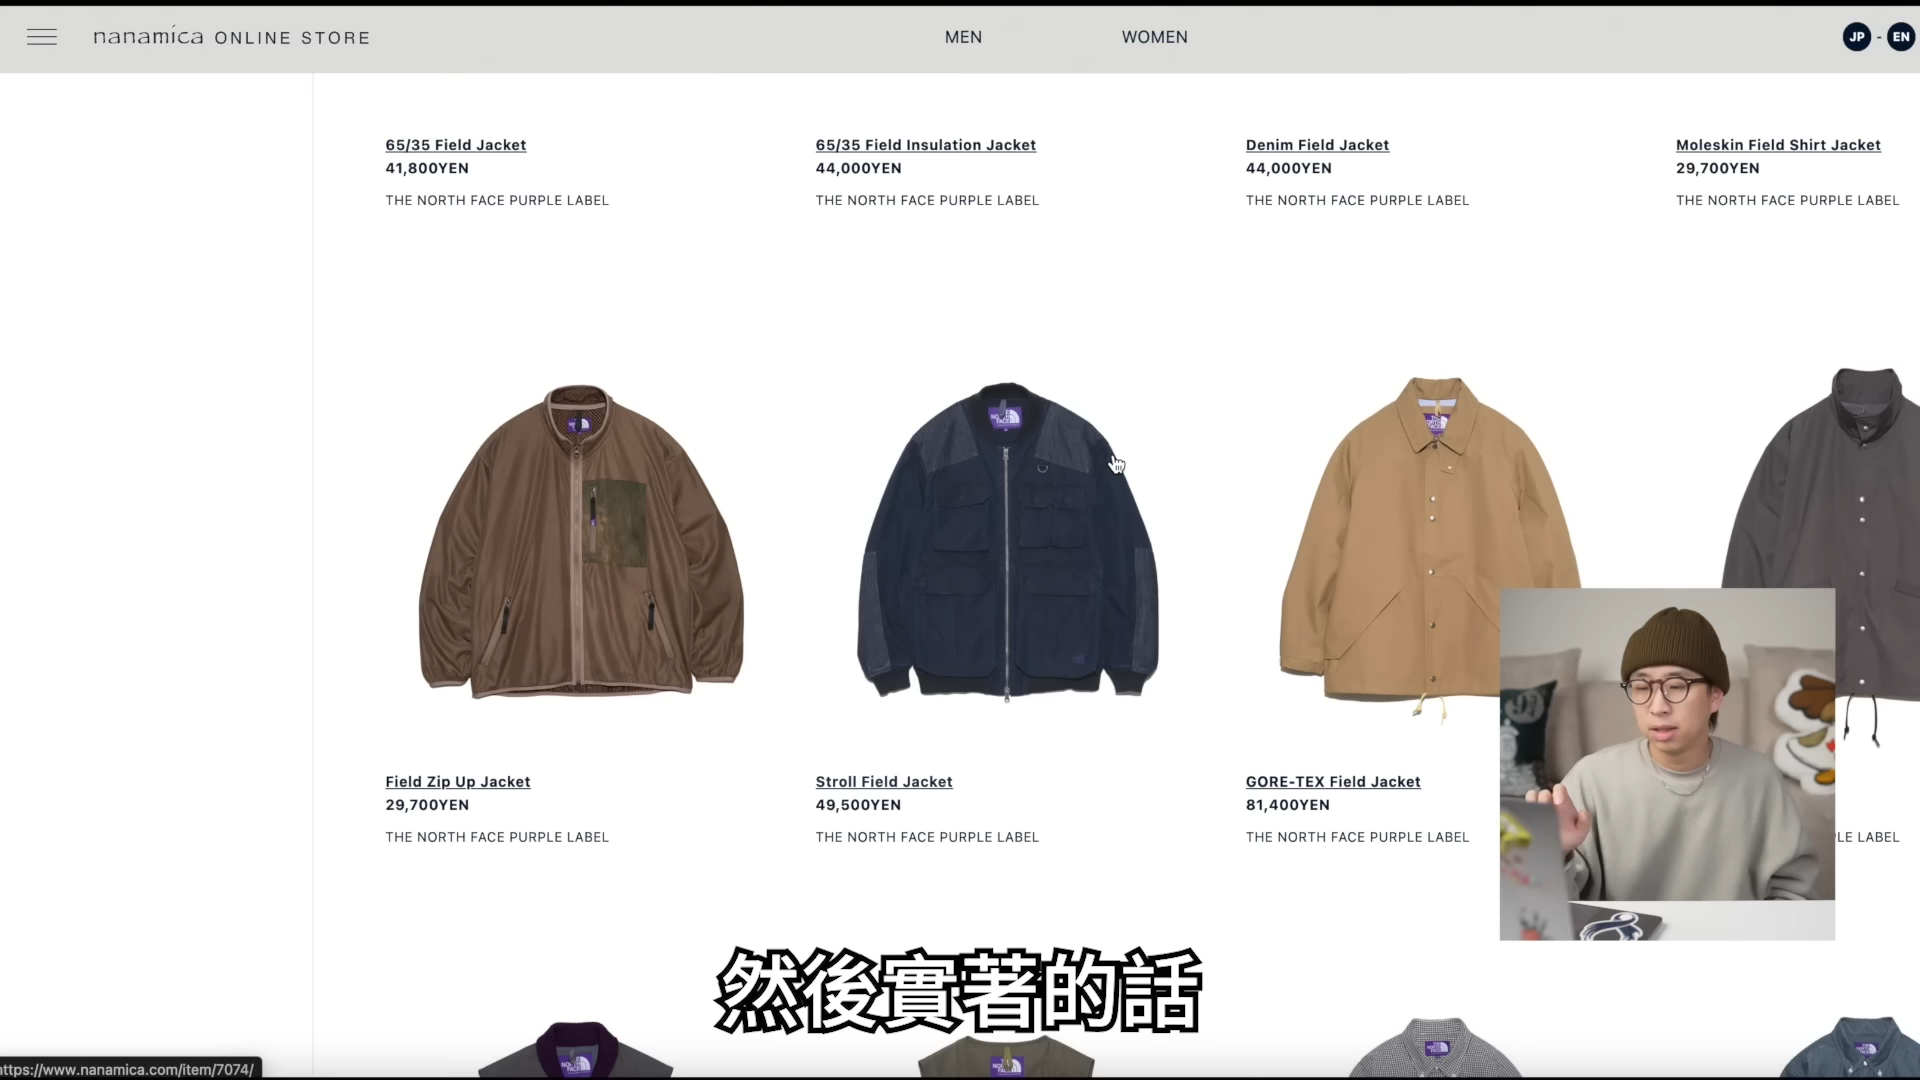 nanamica ONLINE STORE
MEN
WOMEN
JP - EN
65/35 Field Jacket
41,800YEN
THE NORTH FACE PURPLE LABEL
65/35 Field Insulation Jacket
44,000YEN
THE NORTH FACE PURPLE LABEL
Denim Field Jacket
44,000YEN
THE NORTH FACE PURPLE LABEL
Moleskin Field Shirt Jacket
29,700YEN
THE NORTH FACE PURPLE LABEL
Field Zip Up Jacket
29,700YEN
THE NORTH FACE PURPLE LABEL
Stroll Field Jacket
49,500YEN
THE NORTH FACE PURPLE LABEL
GORE-TEX Field Jacket
81,400YEN
THE NORTH FACE PURPLE LABEL
LE LABEL
然後實著的話
ttps://www.nanamica.com/item/7074/